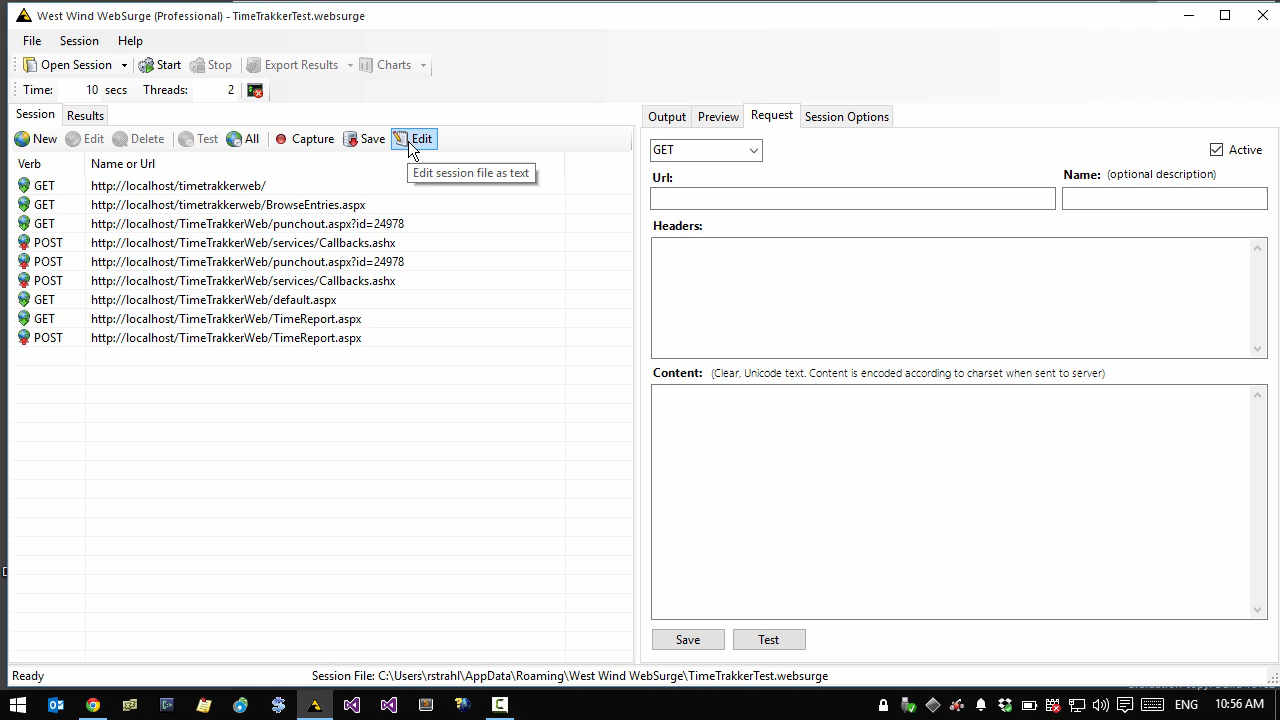 West Wind WebSurge (Professional) - TimeTrakkerTest.websurge
File Session Help
Open Session Start Stop Export Results Charts
Time: 10 secs Threads: 2
Session Results
New Edit Delete Test All Capture Save Edit
Edit session file as text
Verb Name or Url
GET http://localhost/timetrakkerweb/
GET http://localhost/timetrakkerweb/BrowseEntries.aspx
GET http://localhost/TimeTrakkerWeb/punchout.aspx?id=24978
POST http://localhost/TimeTrakkerWeb/services/Callbacks.ashx
POST http://localhost/TimeTrakkerWeb/punchout.aspx?id=24978
POST http://localhost/TimeTrakkerWeb/services/Callbacks.ashx
GET http://localhost/TimeTrakkerWeb/default.aspx
GET http://localhost/TimeTrakkerWeb/TimeReport.aspx
POST http://localhost/TimeTrakkerWeb/TimeReport.aspx
Output Preview Request Session Options
GET Active
Url: Name: (optional description)
Headers:
Content: (Clear, Unicode text. Content is encoded according to charset when sent to server)
Save Test
Ready Session File: C:\Users\rstrahl\AppData\Roaming\West Wind WebSurge\TimeTrakkerTest.websurge
ENG 10:56 AM